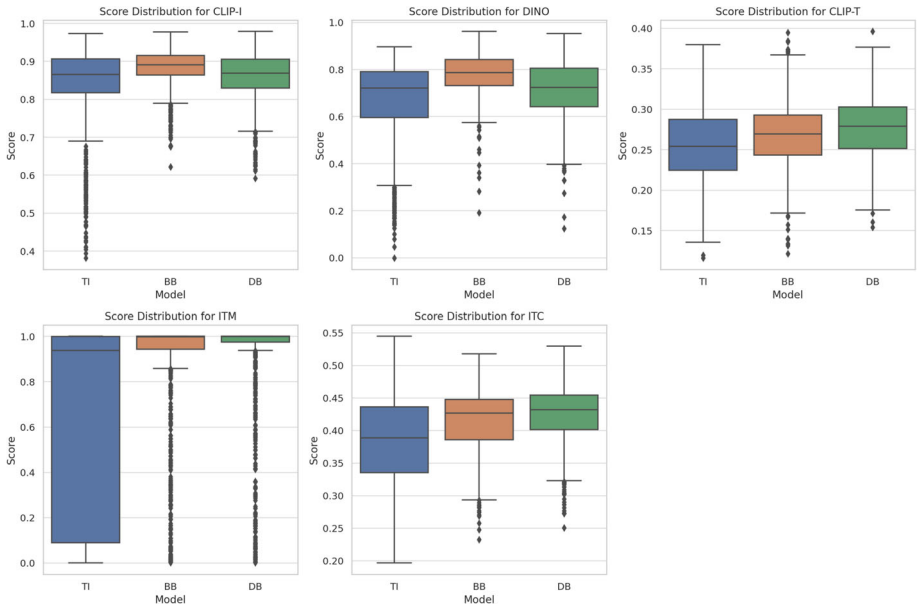 Score Distribution for CLIP-I
Score
1.0
0.9
0.8
0.7
0.6
0.5
0.4
TI
BB
DB
Model
Score Distribution for DINO
Score
1.0
0.8
0.6
0.4
0.2
0.0
TI
BB
DB
Model
Score Distribution for CLIP-T
Score
0.40
0.35
0.30
0.25
0.20
0.15
TI
BB
DB
Model
Score Distribution for ITM
Score
1.0
0.8
0.6
0.4
0.2
0.0
TI
BB
DB
Model
Score Distribution for ITC
Score
0.55
0.50
0.45
0.40
0.35
0.30
0.25
0.20
TI
BB
DB
Model